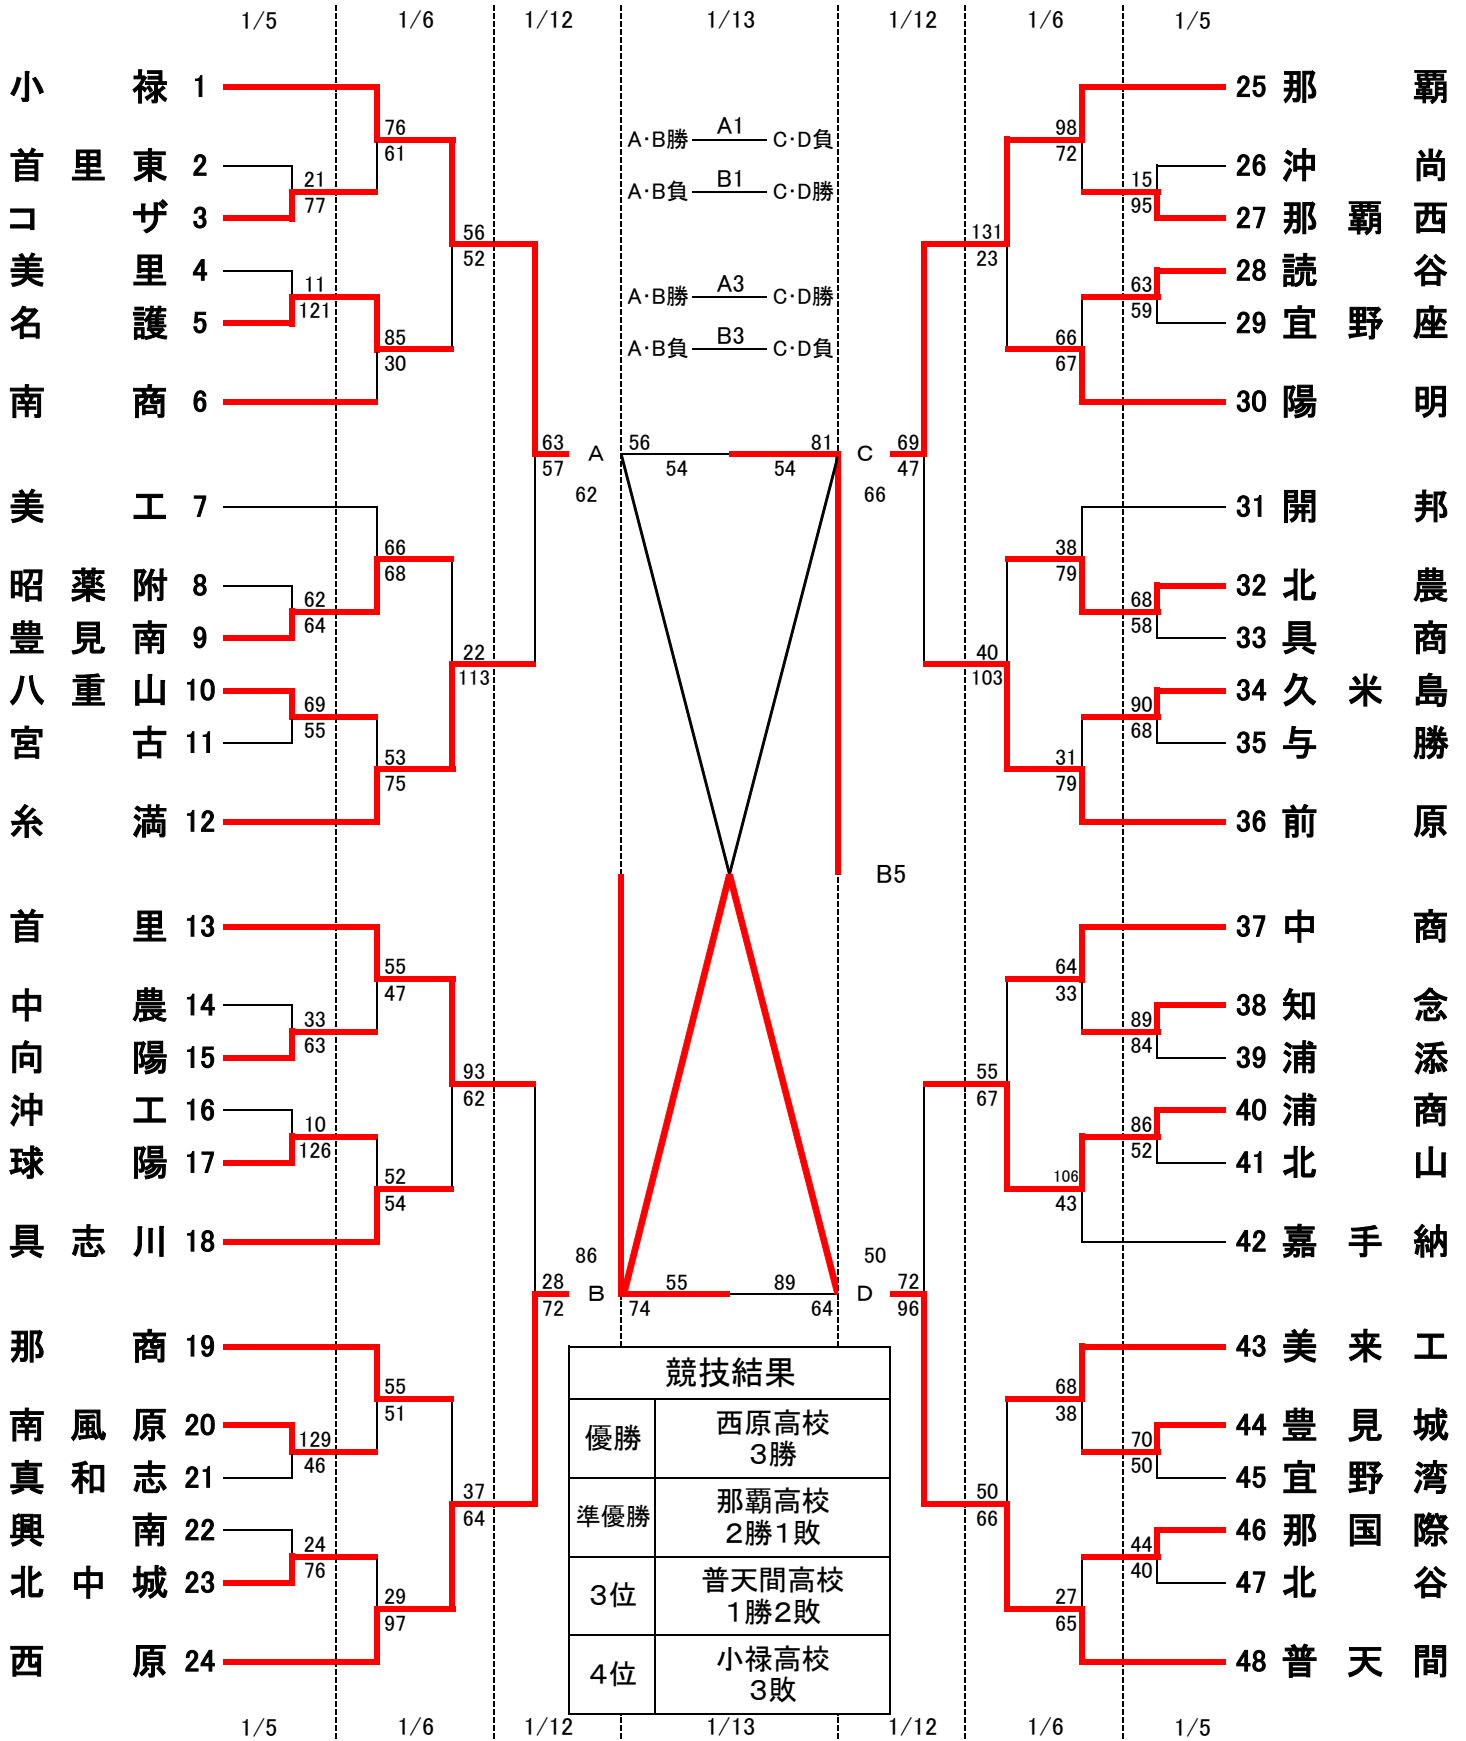 1/5 1/6 1/12 1/13 1/12 1/6 1/5
小禄 1
首里東 2
コザ 3
美里 4
名護 5
南商 6
美工 7
昭薬附 8
豊見南 9
八重山 10
宮古 11
糸満 12
首里 13
中農 14
向陽 15
沖工 16
球陽 17
具志川 18
那商 19
南風原 20
真和志 21
興南 22
北中城 23
西原 24
21
77
11
121
62
64
69
55
33
63
10
126
129
46
24
76
76
61
85
30
66
68
53
75
55
47
52
54
55
51
29
97
56
52
22
113
93
62
37
64
63
57
28
72
A·B勝 A1 C·D負
A·B負 B1 C·D勝
A·B勝 A3 C·D勝
A·B負 B3 C·D負
A 56 81 C
54 54
62 66
B5
86 50
B 55 89 D
74 64
競技結果
優勝 西原高校
3勝
準優勝 那覇高校
2勝1敗
3位 普天間高校
1勝2敗
4位 小禄高校
3敗
69
47
72
96
131
23
40
103
55
67
50
66
98
72
66
67
38
79
31
79
64
33
106
43
68
38
27
65
15
95
63
59
68
58
90
68
89
84
86
52
70
50
44
40
25 那覇
26 沖尚
27 那覇西
28 読谷
29 宜野座
30 陽明
31 開邦
32 北農
33 具商
34 久米島
35 与勝
36 前原
37 中商
38 知念
39 浦添
40 浦商
41 北山
42 嘉手納
43 美来工
44 豊見城
45 宜野湾
46 那国際
47 北谷
48 普天間
1/5 1/6 1/12 1/13 1/12 1/6 1/5